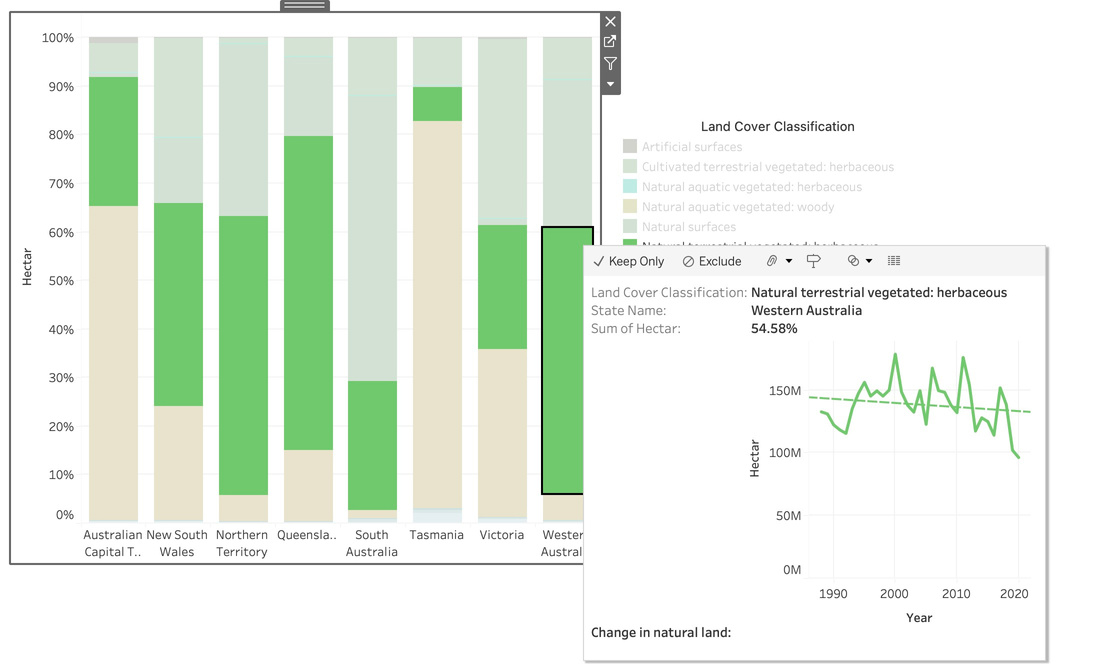 100%
90%
80%
70%
60%
50%
40%
30%
20%
10%
0%
Hectar
Australian Capital T..
New South Wales
Northern Territory
Queensla..
South Australia
Tasmania
Victoria
Wester
Austral
Land Cover Classification
Artificial surfaces
Cultivated terrestrial vegetated: herbaceous
Natural aquatic vegetated: herbaceous
Natural aquatic vegetated: woody
Natural surfaces
Natural terrestrial vegetated: herbaceous
Keep Only
Exclude
Land Cover Classification: Natural terrestrial vegetated: herbaceous
State Name: Western Australia
Sum of Hectar: 54.58%
150M
100M
50M
0M
Hectar
1990 2000 2010 2020
Year
Change in natural land: